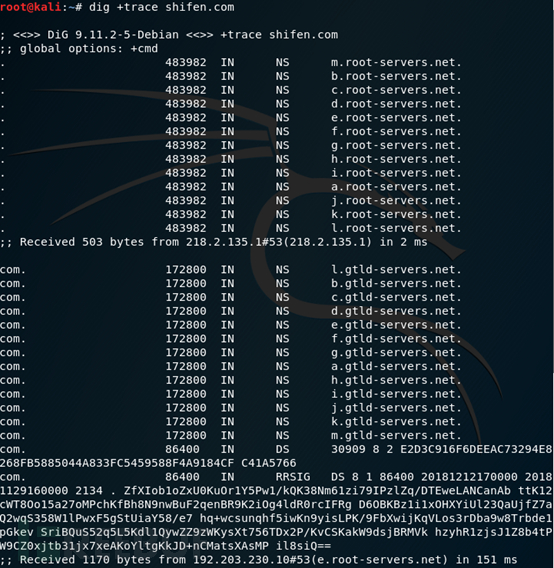 root@kali:~# dig +trace shifen.com
; <<>> DiG 9.11.2-5-Debian <<>> +trace shifen.com
;; global options: +cmd
. 483982 IN NS m.root-servers.net.
. 483982 IN NS b.root-servers.net.
. 483982 IN NS c.root-servers.net.
. 483982 IN NS d.root-servers.net.
. 483982 IN NS e.root-servers.net.
. 483982 IN NS f.root-servers.net.
. 483982 IN NS g.root-servers.net.
. 483982 IN NS h.root-servers.net.
. 483982 IN NS i.root-servers.net.
. 483982 IN NS a.root-servers.net.
. 483982 IN NS j.root-servers.net.
. 483982 IN NS k.root-servers.net.
. 483982 IN NS l.root-servers.net.
;; Received 503 bytes from 218.2.135.1#53(218.2.135.1) in 2 ms
com. 172800 IN NS l.gtld-servers.net.
com. 172800 IN NS b.gtld-servers.net.
com. 172800 IN NS c.gtld-servers.net.
com. 172800 IN NS d.gtld-servers.net.
com. 172800 IN NS e.gtld-servers.net.
com. 172800 IN NS f.gtld-servers.net.
com. 172800 IN NS g.gtld-servers.net.
com. 172800 IN NS a.gtld-servers.net.
com. 172800 IN NS h.gtld-servers.net.
com. 172800 IN NS i.gtld-servers.net.
com. 172800 IN NS j.gtld-servers.net.
com. 172800 IN NS k.gtld-servers.net.
com. 172800 IN NS m.gtld-servers.net.
com. 86400 IN DS 30909 8 2 E2D3C916F6DEEAC73294E8
268FB5885044A833FC5459588F4A9184CF C41A5766
com. 86400 IN RRSIG DS 8 1 86400 20181212170000 2018
1129160000 2134 . ZfXIob1oZxU0KuOr1Y5Pw1/kQK38Nm61zi79IPzlZq/DTEweLANCanAb ttK12
cWT8Oo15a27oMPchKfBh8N9nwBuF2qenBR9K2iOg4ldR0rcIFRg D6OBKBz1i1xOHXYiUl23QaUjfZ7a
Q2wqS358W1lPwxF5gStUiaY58/e7 hq+wcsunqhf5iwKn9yisLPK/9FbXwijKqVLos3rDba9w8Trbde1
pGkev SriBQuS52q5L5Kdl1QywZZ9zWKysXt756TDx2P/KvCSKakW9dsjBRMVk hzyhR1zjsJ1Z8b4tP
W9CZ0xjtb31jx7xeAKoYltgKkJD+nCMatsXAsMP il8siQ==
;; Received 1170 bytes from 192.203.230.10#53(e.root-servers.net) in 151 ms